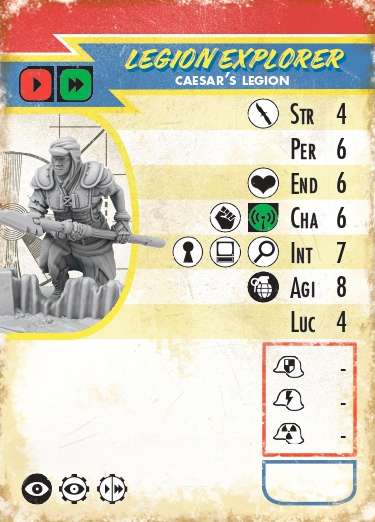 LEGION EXPLORER
CAESAR'S LEGION
STR 4
PER 6
END 6
CHA 6
INT 7
AGI 8
LUC 4
-
-
-